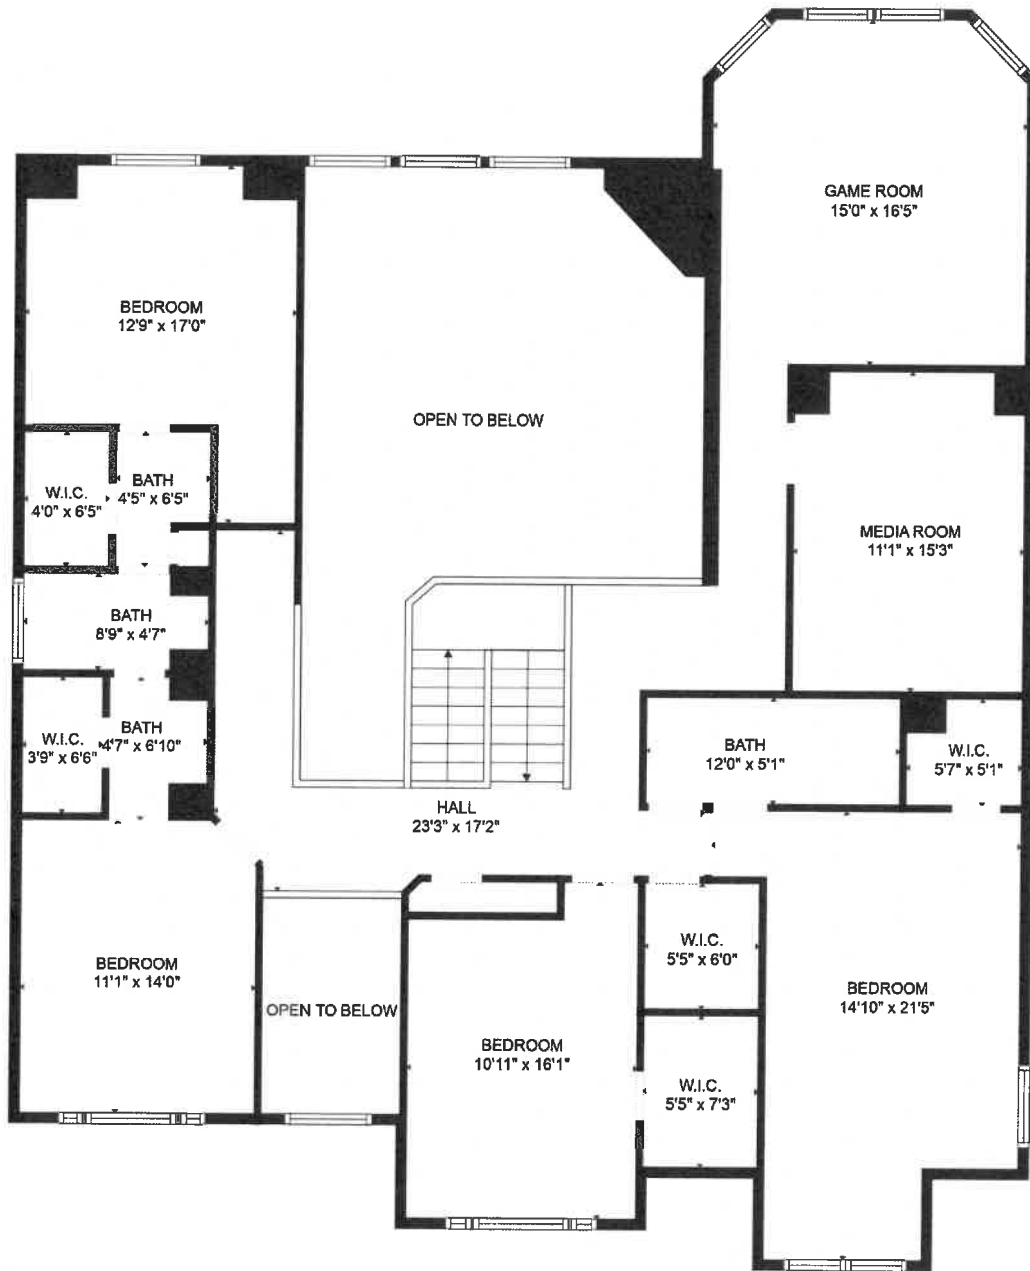 GAME ROOM
15'0" x 16'5"
BEDROOM
12'9" x 17'0"
OPEN TO BELOW
BATH
4'5" x 6'5"
W.I.C.
4'0" x 6'5"
MEDIA ROOM
11'1" x 15'3"
BATH
8'9" x 4'7"
BATH
4'7" x 6'10"
W.I.C.
3'9" x 6'6"
BATH
12'0" x 5'1"
W.I.C.
5'7" x 5'1"
HALL
23'3" x 17'2"
W.I.C.
5'5" x 6'0"
BEDROOM
11'1" x 14'0"
OPEN TO BELOW
BEDROOM
14'10" x 21'5"
BEDROOM
10'11" x 16'1"
W.I.C.
5'5" x 7'3"